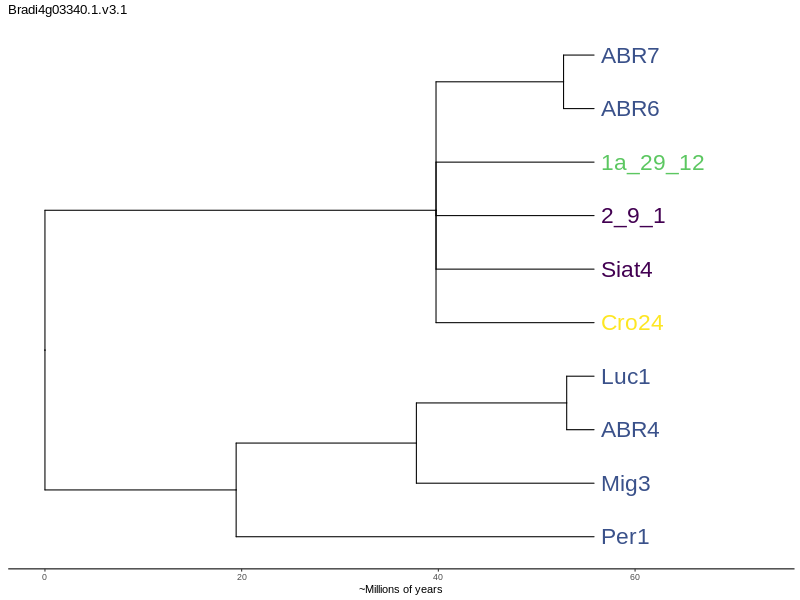 Bradi4g03340.1.v3.1
ABR7
ABR6
1a_29_12
2_9_1
Siat4
Cro24
Luc1
ABR4
Mig3
Per1
0 20 40 60
~Millions of years